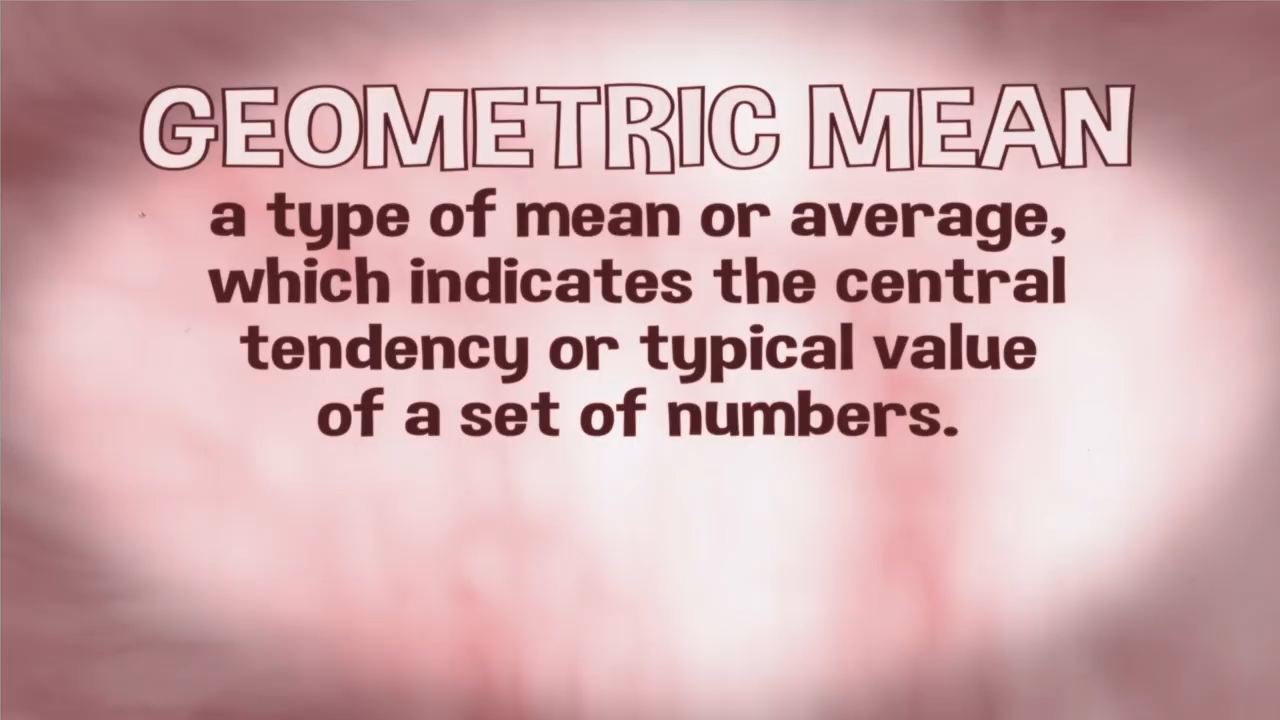 GEOMETRIC MEAN
a type of mean or average,
which indicates the central
tendency or typical value
of a set of numbers.